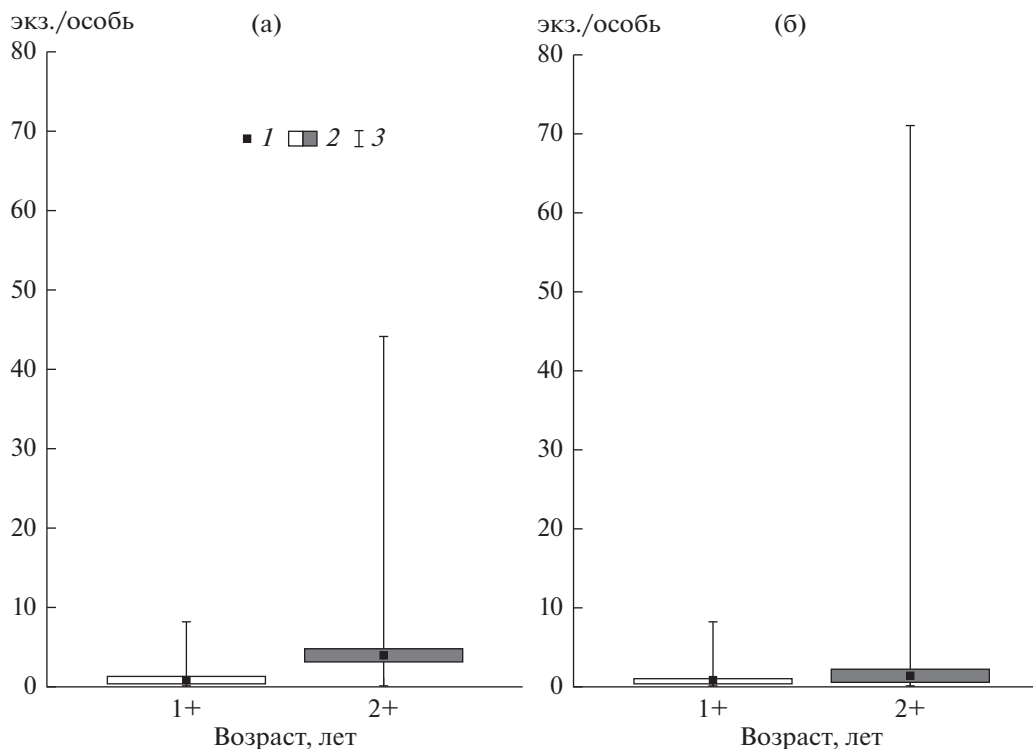 экз./особь
(а)
80
70
60
50
40
30
20
10
0
1 2 3
1+ 2+
Возраст, лет
экз./особь
(б)
80
70
60
50
40
30
20
10
0
1+ 2+
Возраст, лет